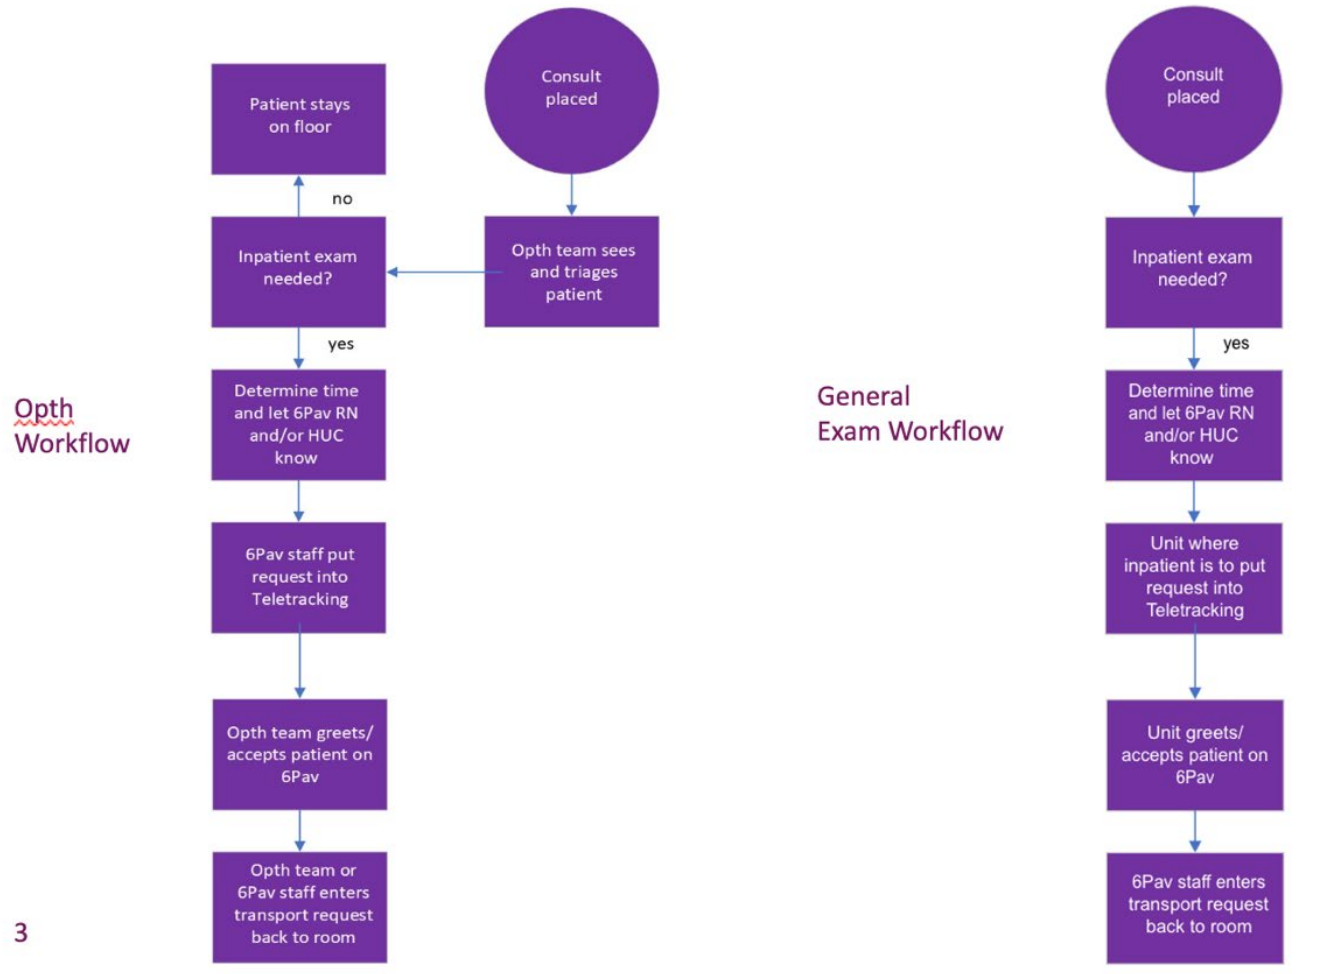 Consult
placed
Opth team sees
and triages
patient
Inpatient exam
needed?
no
Patient stays
on floor
yes
Determine time
and let 6Pav RN
and/or HUC
know
6Pav staff put
request into
Teletracking
Opth team greets/
accepts patient on
6Pav
Opth team or
6Pav staff enters
transport request
back to room
Opth
Workflow
3
General
Exam Workflow
Consult
placed
Inpatient exam
needed?
yes
Determine time
and let 6Pav RN
and/or HUC
know
Unit where
inpatient is to put
request into
Teletracking
Unit greets/
accepts patient on
6Pav
6Pav staff enters
transport request
back to room